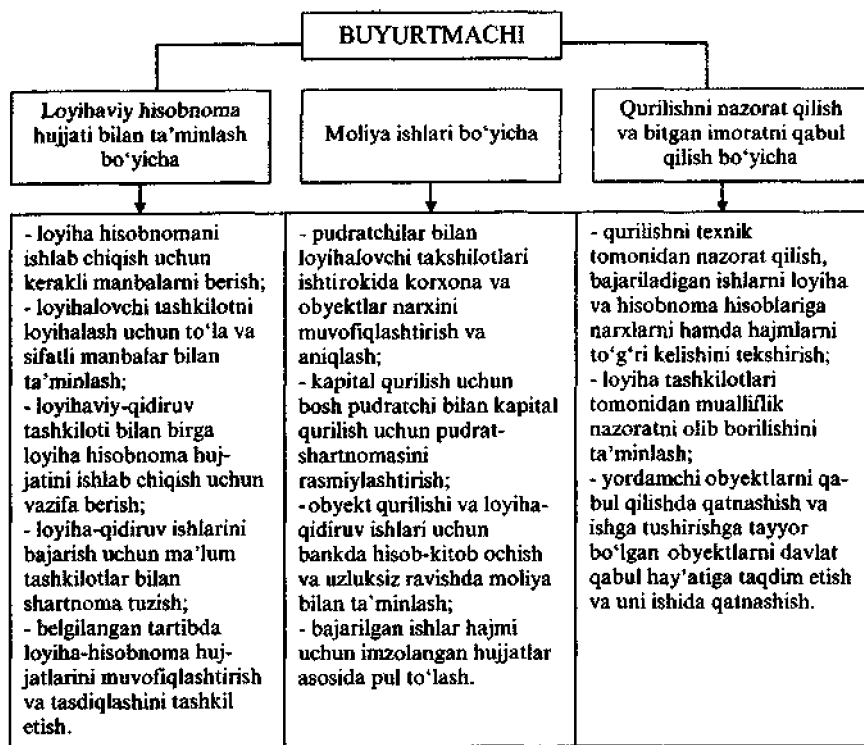 BUYURTMACHI
Loyihaviy hisobnoma
hujjati bilan ta’minlash
bo‘yicha
Moliya ishlari bo‘yicha
Qurilishni nazorat qilish
va bitgan imoratni qabul
qilish bo‘yicha
- loyiha hisobnomani
ishlab chiqish uchun
kerakli manbalarni berish;
- loyihalovchi tashkilotni
loyihalash uchun to‘la va
sifatli manbalar bilan
ta’minlash;
- loyihaviy-qidiruv
tashkiloti bilan birga
loyiha hisobnoma huj-
jatini ishlab chiqish uchun
vazifa berish;
- loyiha-qidiruv ishlarini
bajarish uchun ma’lum
tashkilotlar bilan
shartnoma tuzish;
- belgilangan tartibda
loyiha-hisobnoma huj-
jatlarini muvofiqlashtirish
va tasdiqlashini tashkil
etish.
- pudratchilar bilan
loyihalovchi takshilotlari
ishtirokida korxona va
obyektlar narxini
muvofiqlashtirish va
aniqlash;
- kapital qurilish uchun
bosh pudratchi bilan kapital
qurilish uchun pudrat-
shartnomasini
rasmiylashtirish;
-obyekt qurilishi va loyiha-
qidiruv ishlari uchun
bankda hisob-kitob ochish
va uzluksiz ravishda moliya
bilan ta’minlash;
- bajarilgan ishlar hajmi
uchun imzolangan hujjatlar
asosida pul to‘lash.
- qurilishni texnik
tomonidan nazorat qilish,
bajariladigan ishlarni loyiha
va hisobnoma hisoblariga
narxlarni hamda hajmlarni
to‘g‘ri kelishini tekshirish;
- loyiha tashkilotlari
tomonidan mualliflik
nazoratni olib borilishini
ta’minlash;
- yordamchi obyektlarni qa-
bul qilishda qatnashish va
ishga tushirishga tayyor
bo‘lgan obyektlarni davlat
qabul hay’atiga taqdim etish
va uni ishida qatnashish.